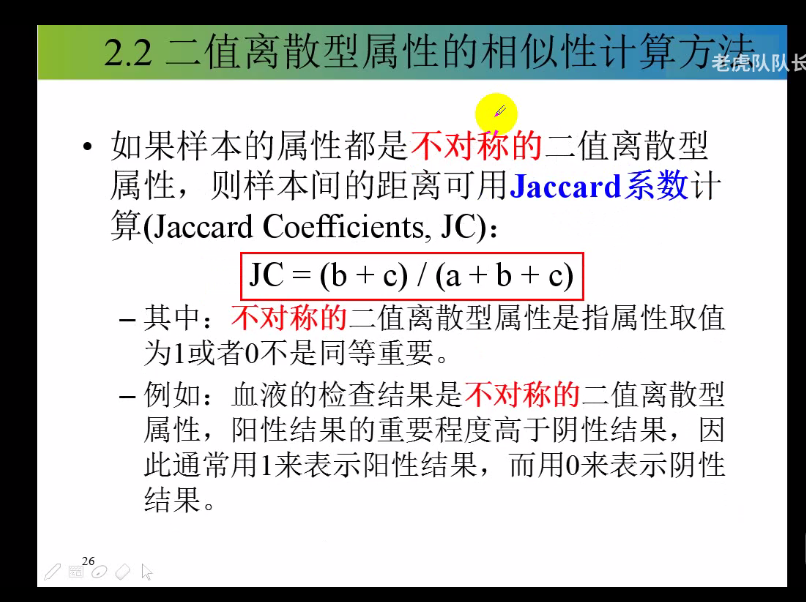 2.2 二值离散型属性的相似性计算方法
老虎队队长
• 如果样本的属性都是不对称的二值离散型
属性，则样本间的距离可用Jaccard系数计
算(Jaccard Coefficients, JC)：
JC = (b + c) / (a + b + c)
– 其中：不对称的二值离散型属性是指属性取值
为1或者0不是同等重要。
– 例如：血液的检查结果是不对称的二值离散型
属性，阳性结果的重要程度高于阴性结果，因
此通常用1来表示阳性结果，而用0来表示阴性
结果。
26